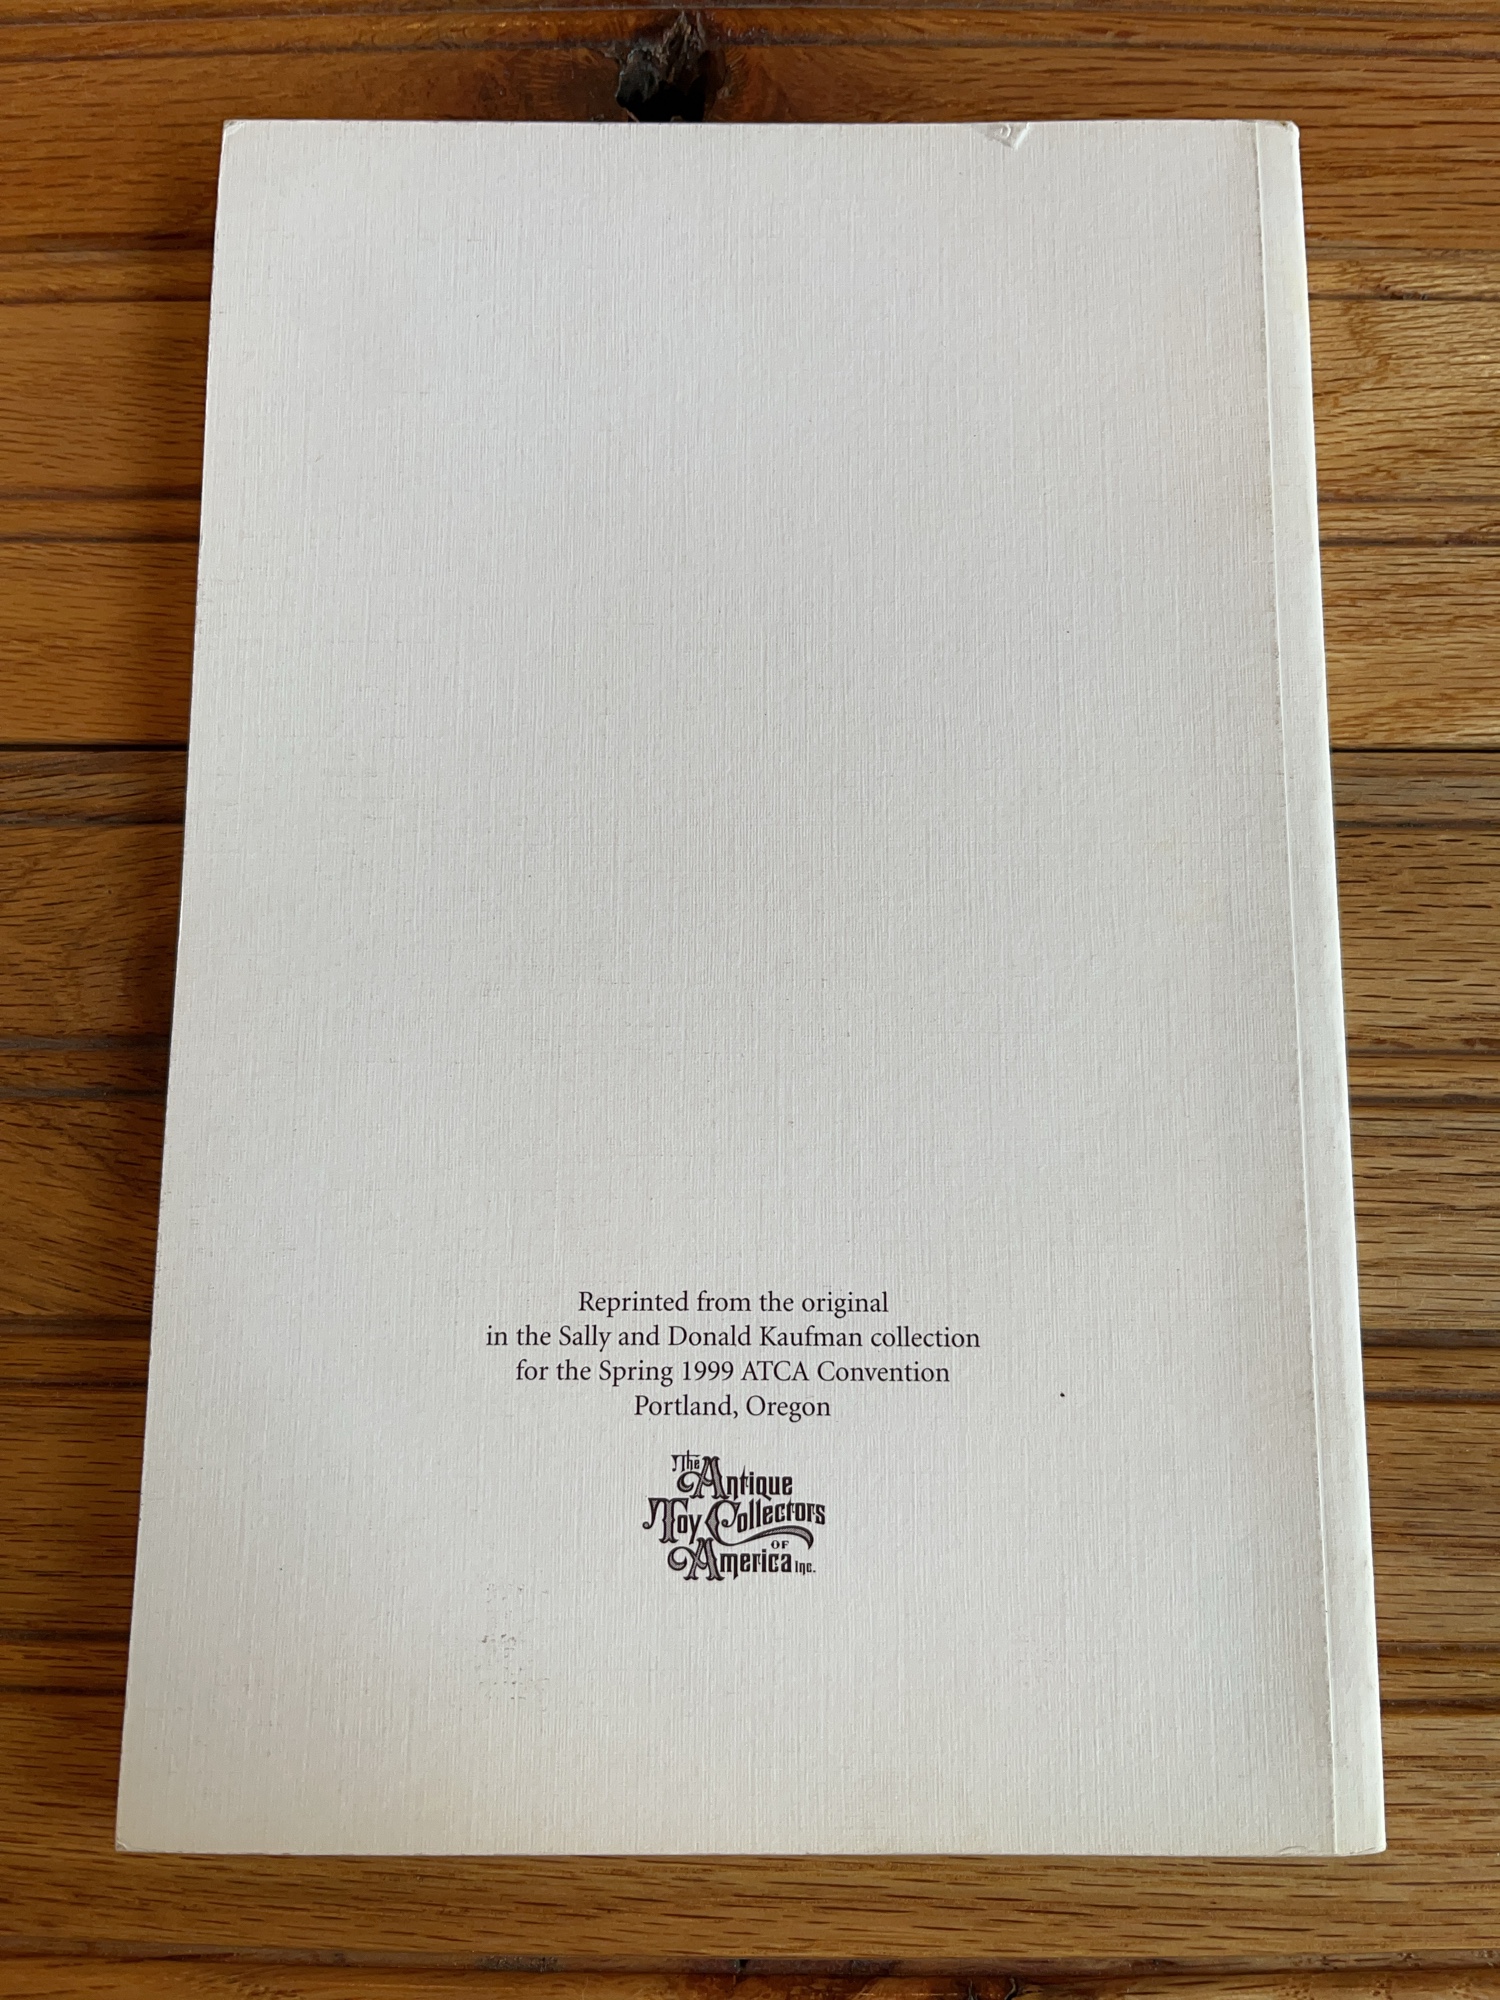 Reprinted from the original
in the Sally and Donald Kaufman collection
for the Spring 1999 ATCA Convention
Portland, Oregon
The
Antique
Toy Collectors
OF
America Inc.